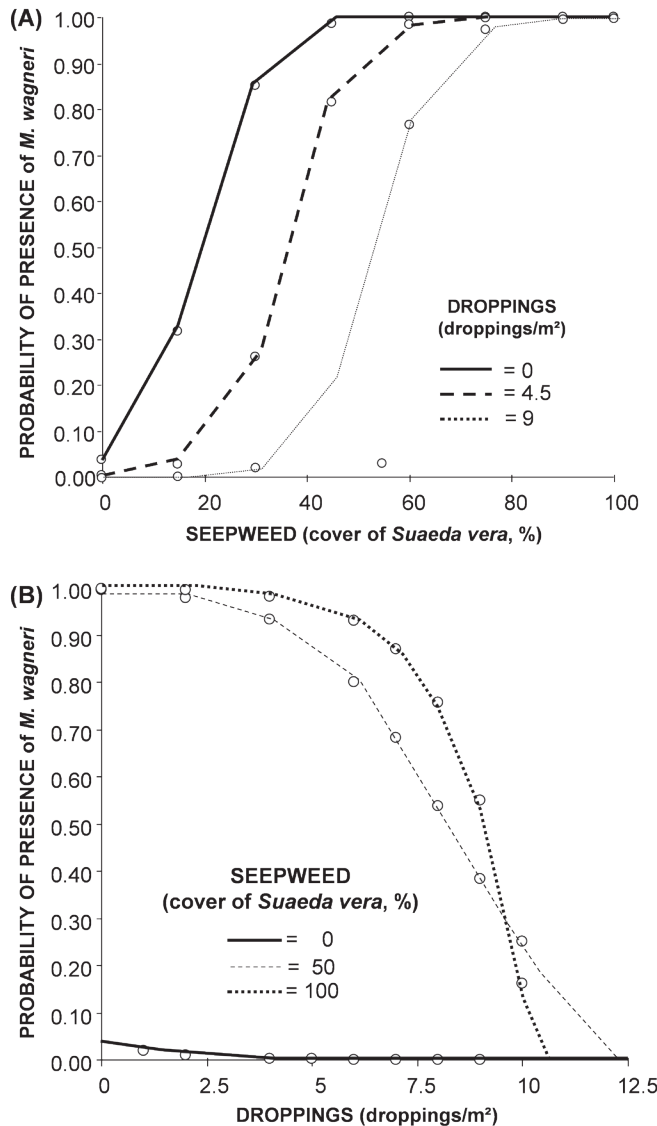 (A)
PROBABILITY OF PRESENCE of M. wagneri
1.00
0.90
0.80
0.70
0.60
0.50
0.40
0.30
0.20
0.10
0.00
DROPPINGS
(droppings/m²)
= 0
= 4.5
= 9
0 20 40 60 80 100
SEEPWEED (cover of Suaeda vera, %)
(B)
PROBABILITY OF PRESENCE of M. wagneri
1.00
0.90
0.80
0.70
0.60
0.50
0.40
0.30
0.20
0.10
0.00
SEEPWEED
(cover of Suaeda vera, %)
= 0
= 50
= 100
0 2.5 5 7.5 10 12.5
DROPPINGS (droppings/m²)